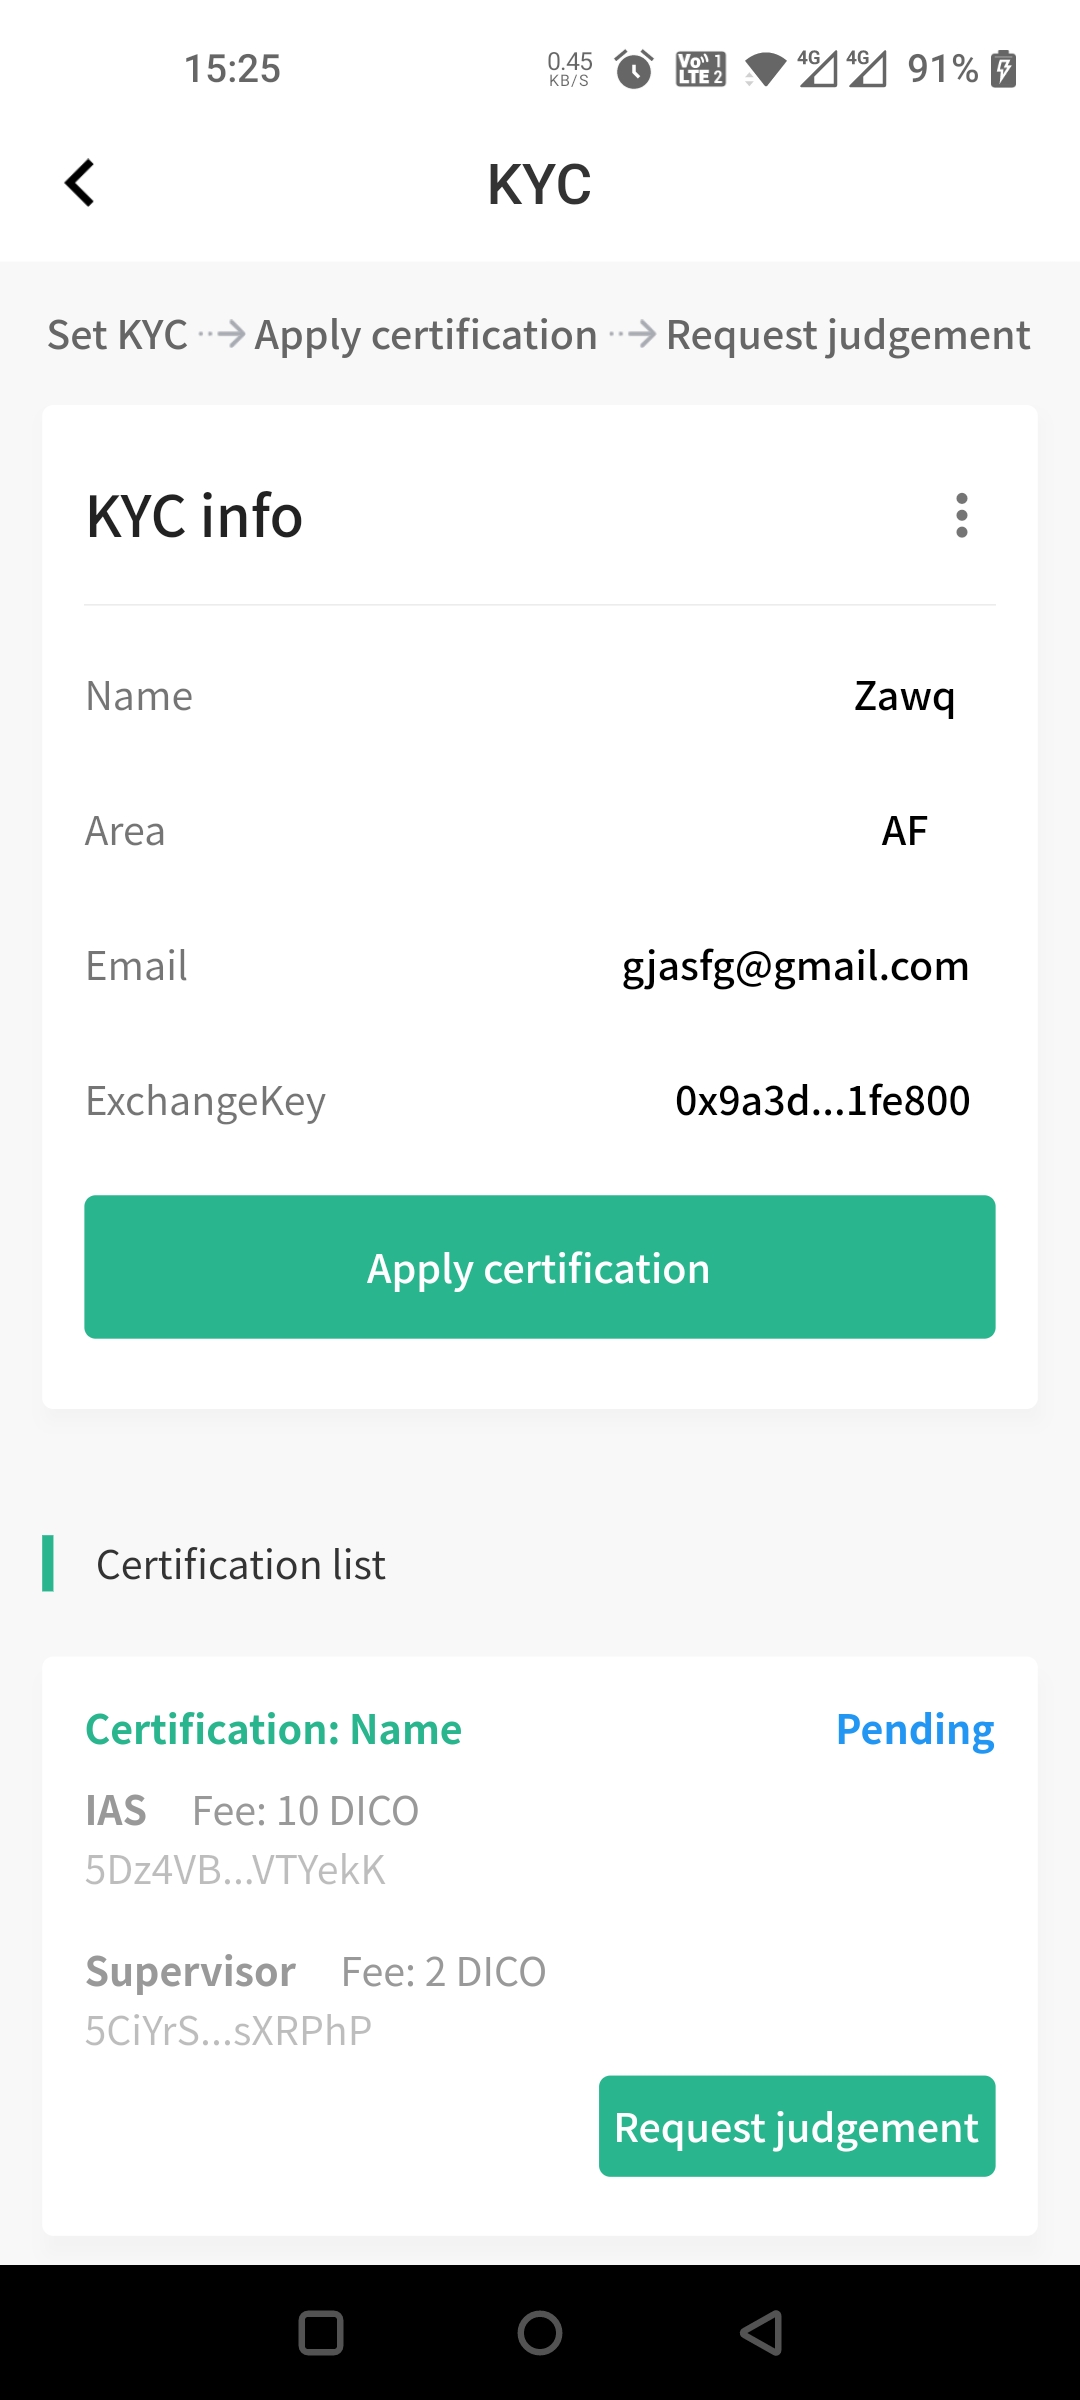 15:25 0.45 KB/S Vo LTE 1 2 4G 4G 91%
KYC
Set KYC Apply certification Request judgement
KYC info
Name Zawq
Area AF
Email gjasfg@gmail.com
ExchangeKey 0x9a3d...1fe800
Apply certification
Certification list
Certification: Name Pending
IAS Fee: 10 DICO
5Dz4VB...VTYekK
Supervisor Fee: 2 DICO
5CiYrS...sXRPhP
Request judgement